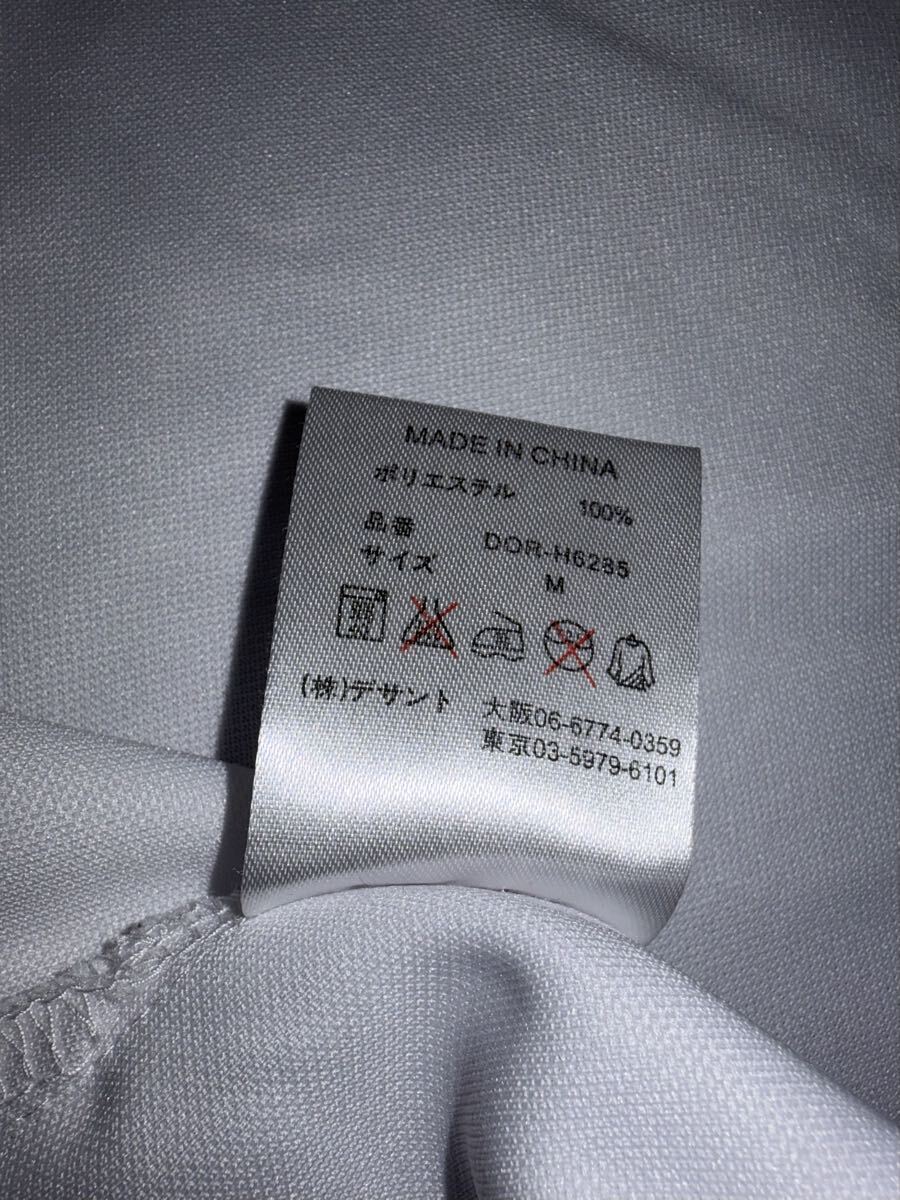 MADE IN CHINA
ポリエステル 100%
品番 DOR-H6285
サイズ M
(株)デサント 大阪06-6774-0359
東京03-5979-6101